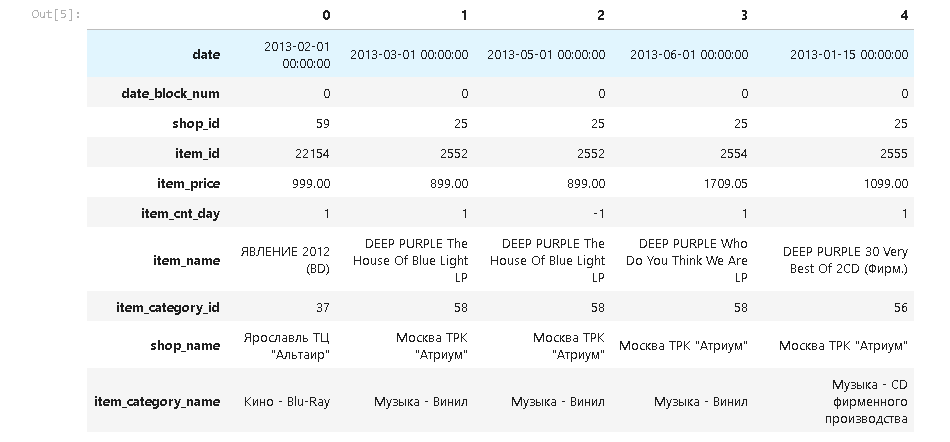 Out[5]: 0 1 2 3 4
date 2013-02-01 00:00:00 2013-03-01 00:00:00 2013-05-01 00:00:00 2013-06-01 00:00:00 2013-01-15 00:00:00
date_block_num 0 0 0 0 0
shop_id 59 25 25 25 25
item_id 22154 2552 2552 2554 2555
item_price 999.00 899.00 899.00 1709.05 1099.00
item_cnt_day 1 1 -1 1 1
item_name ЯВЛЕНИЕ 2012 (BD) DEEP PURPLE The House Of Blue Light LP DEEP PURPLE The House Of Blue Light LP DEEP PURPLE Who Do You Think We Are LP DEEP PURPLE 30 Very Best Of 2CD (Фирм.)
item_category_id 37 58 58 58 56
shop_name Ярославль ТЦ "Альтаир" Москва ТРК "Атриум" Москва ТРК "Атриум" Москва ТРК "Атриум" Москва ТРК "Атриум"
item_category_name Кино - Blu-Ray Музыка - Винил Музыка - Винил Музыка - Винил Музыка - CD фирменного производства